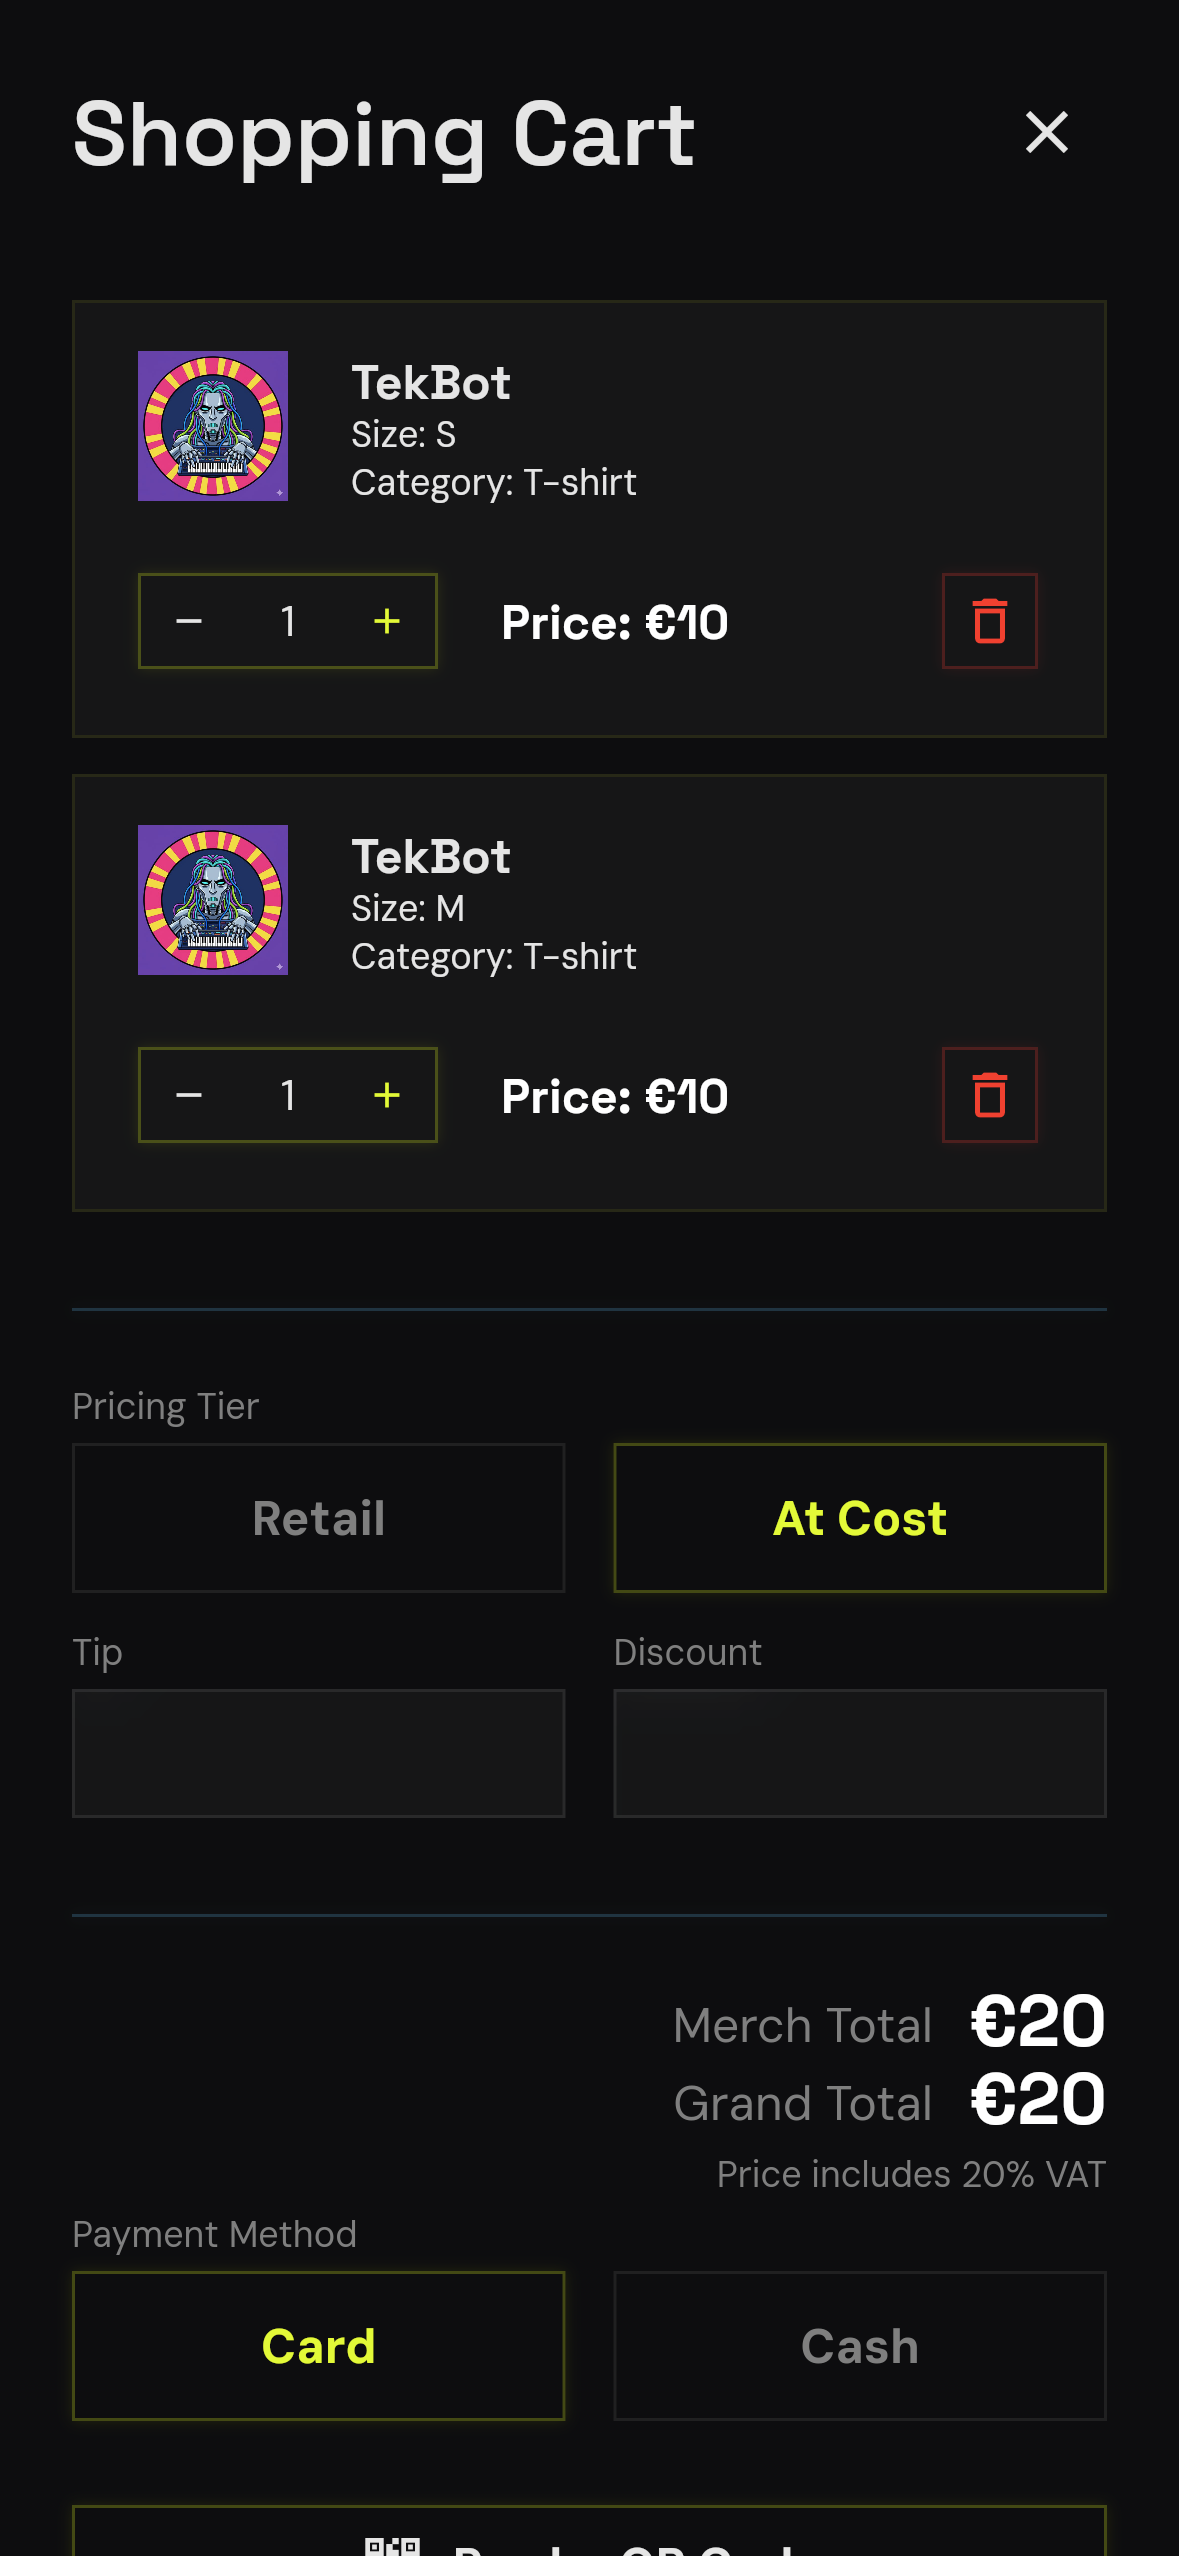 Shopping Cart
TekBot
Size: S
Category: T-shirt
− 1 + Price: €10
TekBot
Size: M
Category: T-shirt
− 1 + Price: €10
Pricing Tier
Retail At Cost
Tip Discount
Merch Total €20
Grand Total €20
Price includes 20% VAT
Payment Method
Card Cash